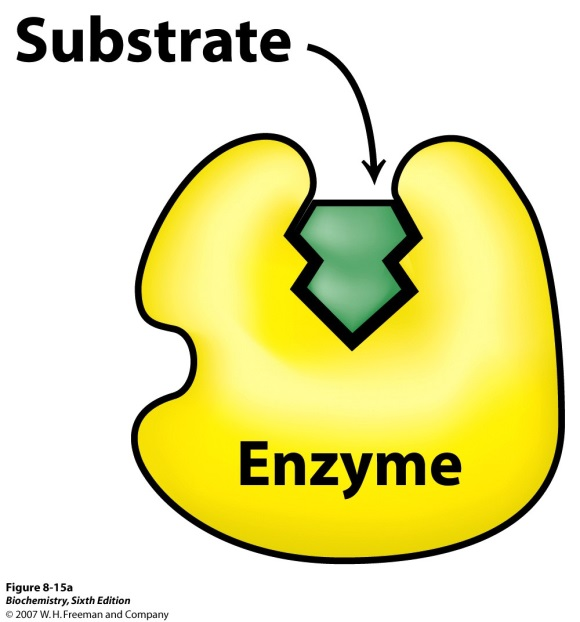 Substrate
Enzyme
Figure 8-15a
Biochemistry, Sixth Edition
© 2007 W. H. Freeman and Company